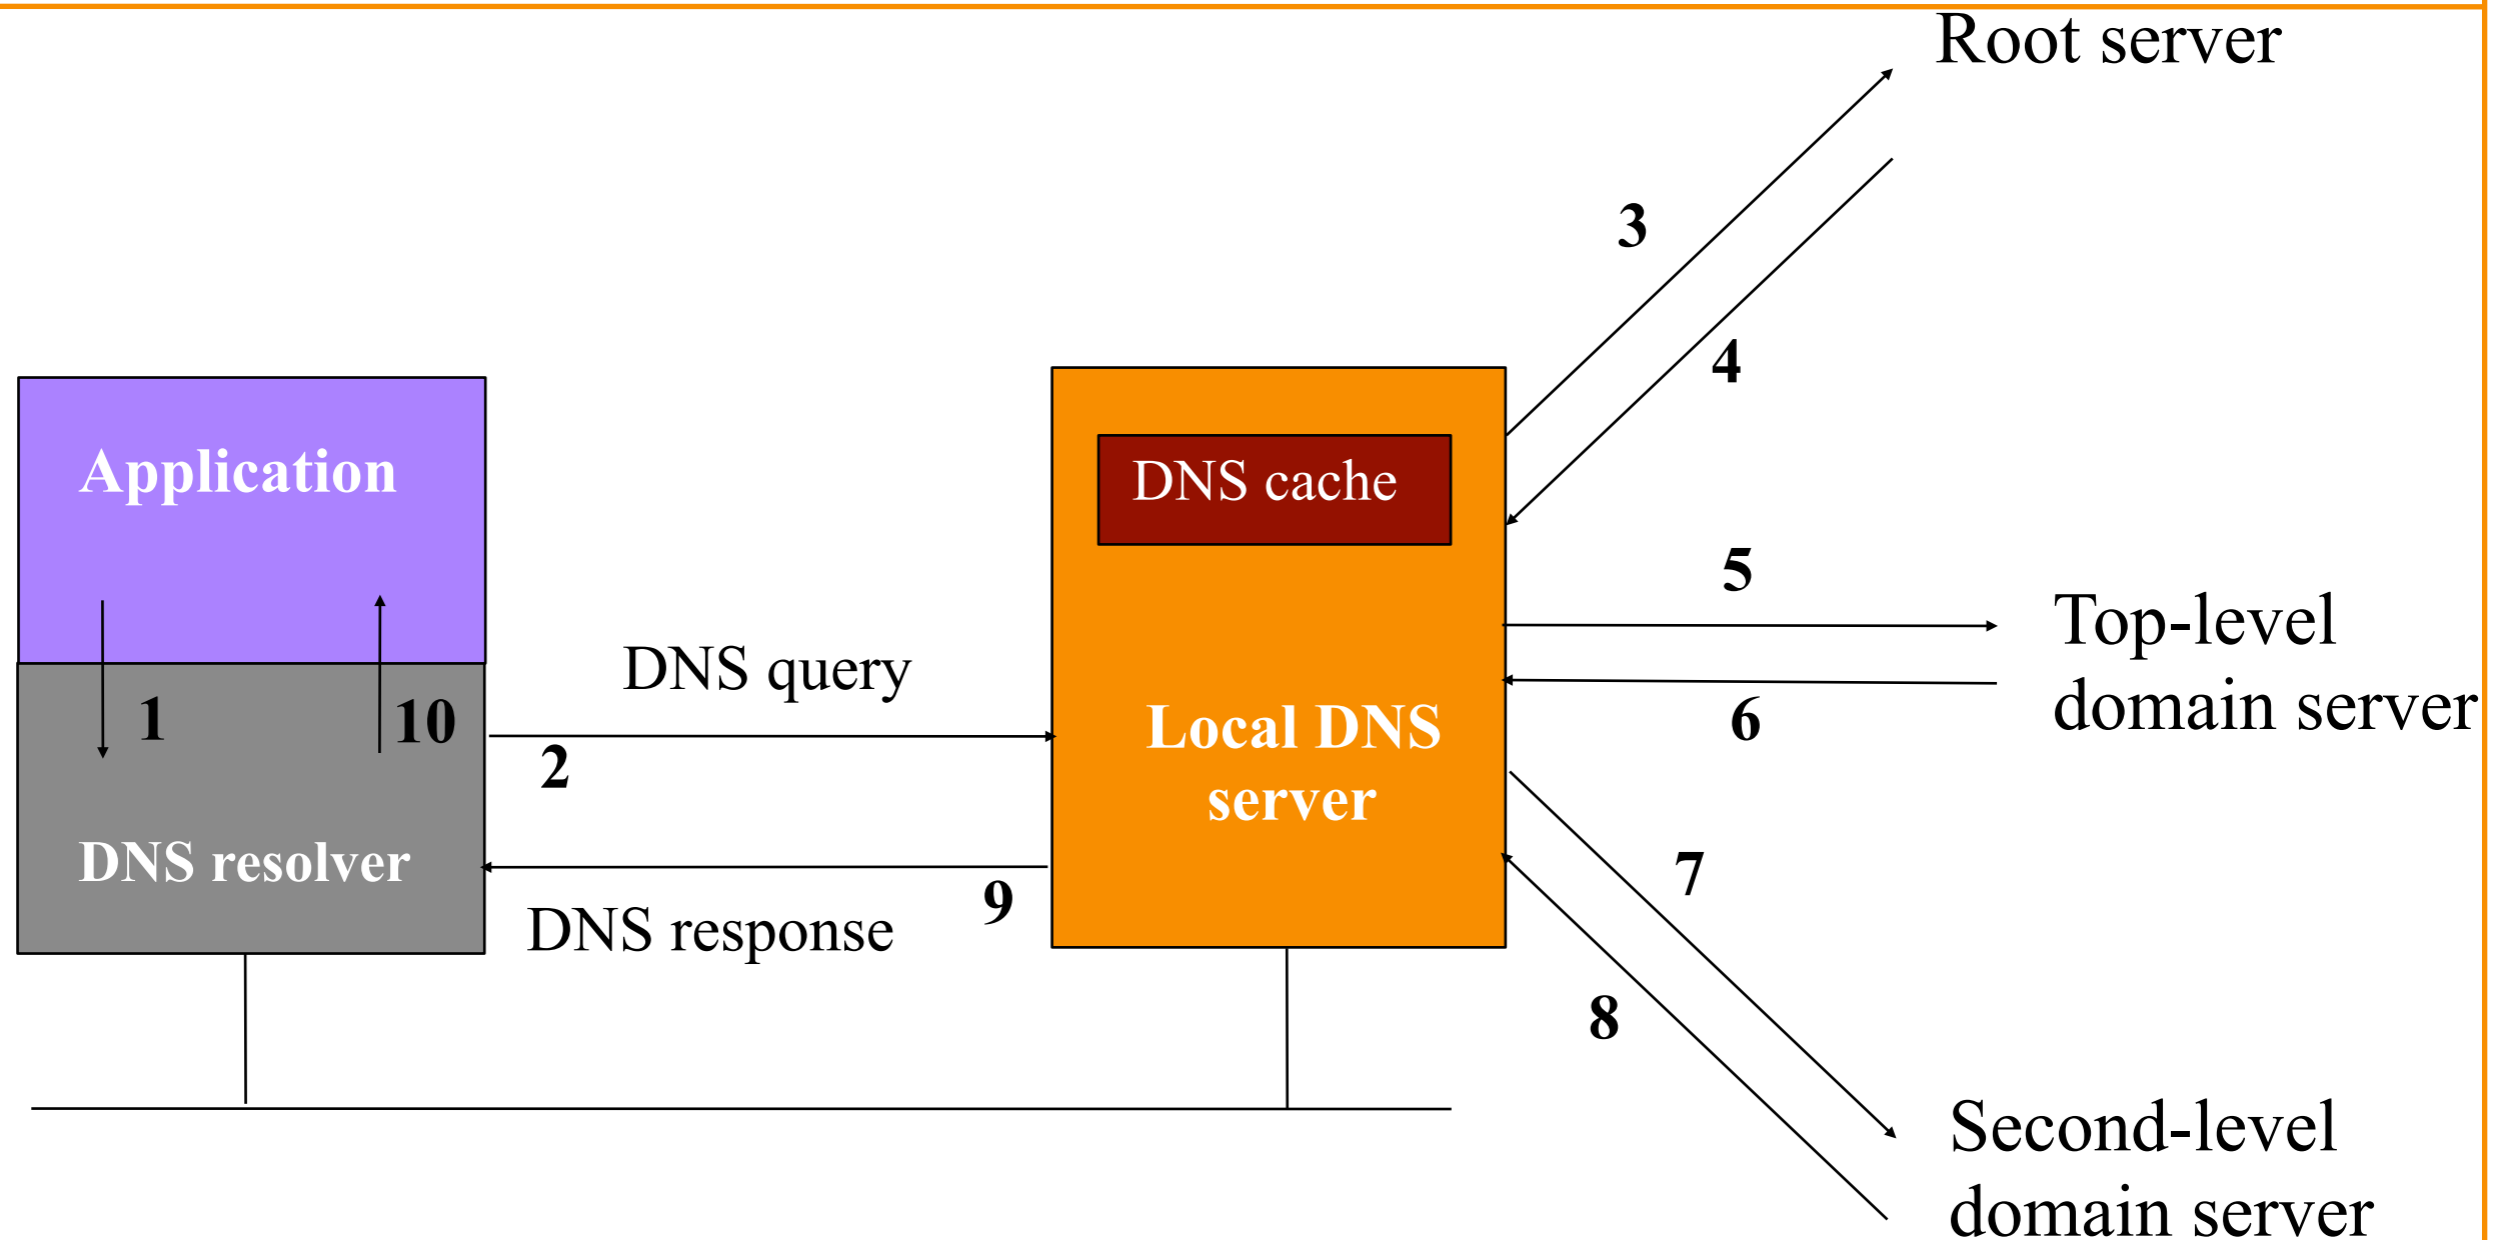 Root server
3
4
Application
DNS cache
5
Top-level
domain server
DNS query
1
10
2
Local DNS
server
6
DNS resolver
7
9
DNS response
8
Second-level
domain server